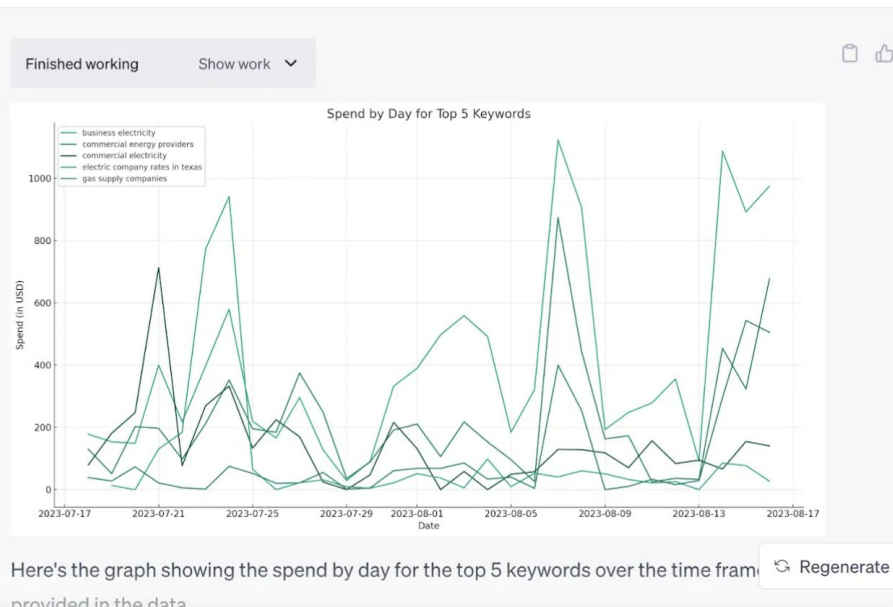 Finished working Show work
Spend by Day for Top 5 Keywords
business electricity
commercial energy providers
commercial electricity
electric company rates in texas
gas supply companies
1000
800
600
400
200
0
Spend (in USD)
2023-07-17 2023-07-21 2023-07-25 2023-07-29 2023-08-01 2023-08-05 2023-08-09 2023-08-13 2023-08-17
Date
Here's the graph showing the spend by day for the top 5 keywords over the time fram
Regenerate
provided in the data